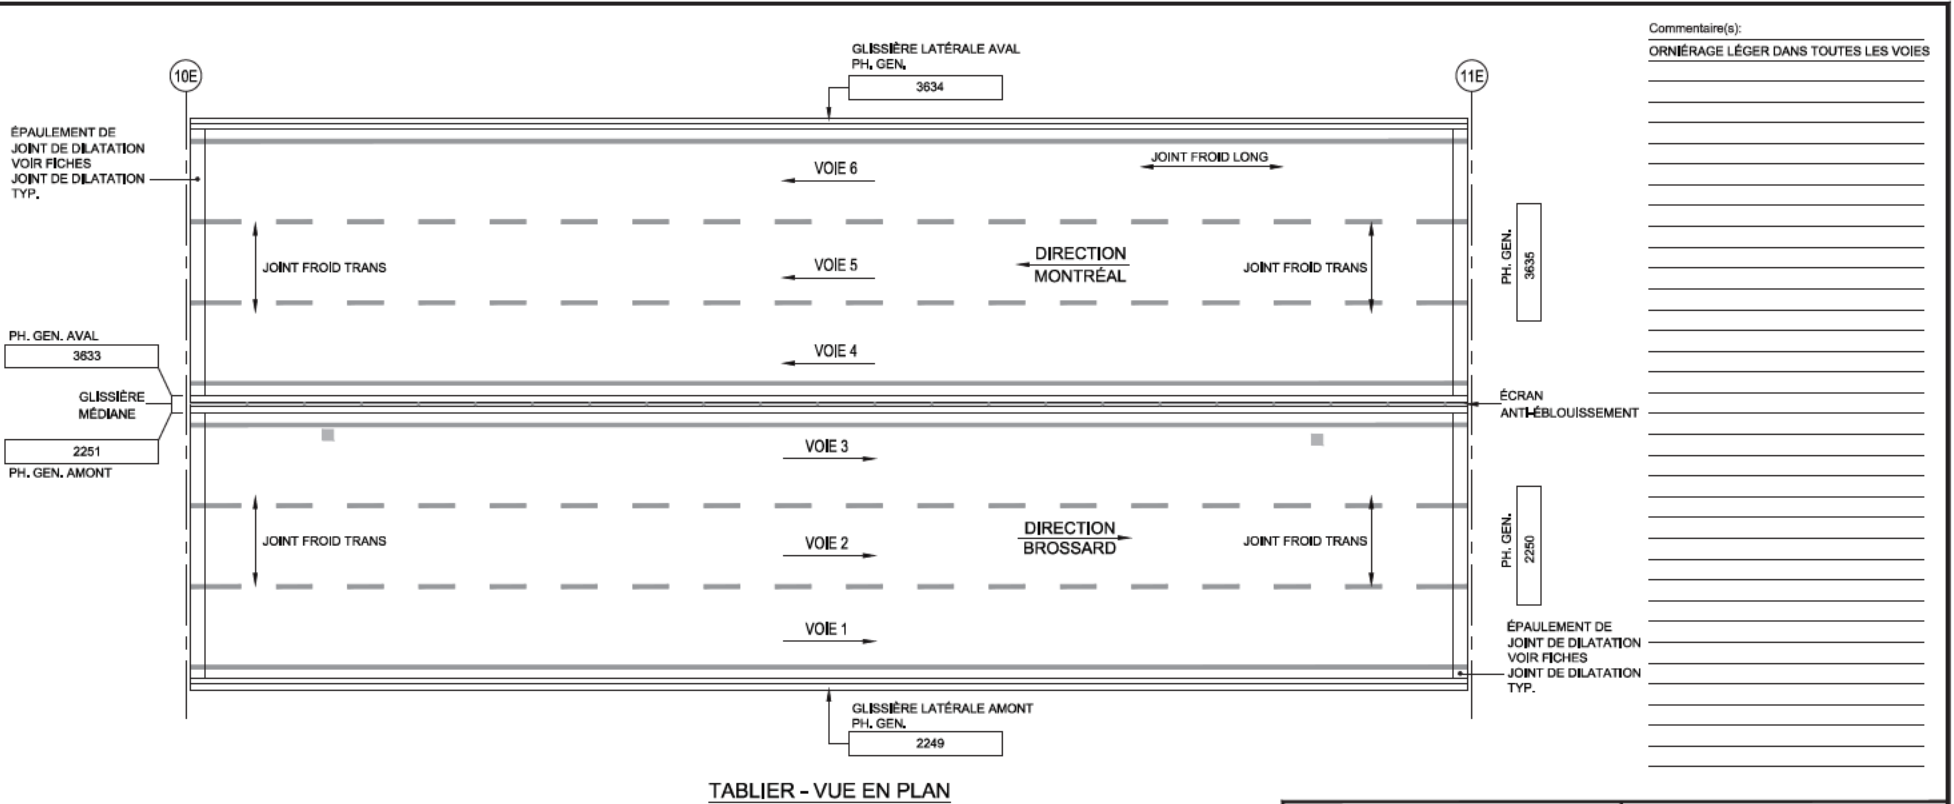 Commentaire(s):
ORNIÉRAGE LÉGER DANS TOUTES LES VOIES
GLISSIÈRE LATÉRALE AVAL
PH. GEN.
3634
10E
11E
ÉPAULEMENT DE
JOINT DE DILATATION
VOIR FICHES
JOINT DE DILATATION
TYP.
VOIE 6
JOINT FROID LONG
JOINT FROID TRANS
VOIE 5
DIRECTION
MONTRÉAL
JOINT FROID TRANS
PH. GEN.
3635
VOIE 4
PH. GEN. AVAL
3633
GLISSIÈRE
MÉDIANE
2251
PH. GEN. AMONT
ÉCRAN
ANTI-ÉBLOUISSEMENT
VOIE 3
JOINT FROID TRANS
VOIE 2
DIRECTION
BROSSARD
JOINT FROID TRANS
PH. GEN.
2250
VOIE 1
ÉPAULEMENT DE
JOINT DE DILATATION
VOIR FICHES
JOINT DE DILATATION
TYP.
GLISSIÈRE LATÉRALE AMONT
PH. GEN.
2249
TABLIER - VUE EN PLAN